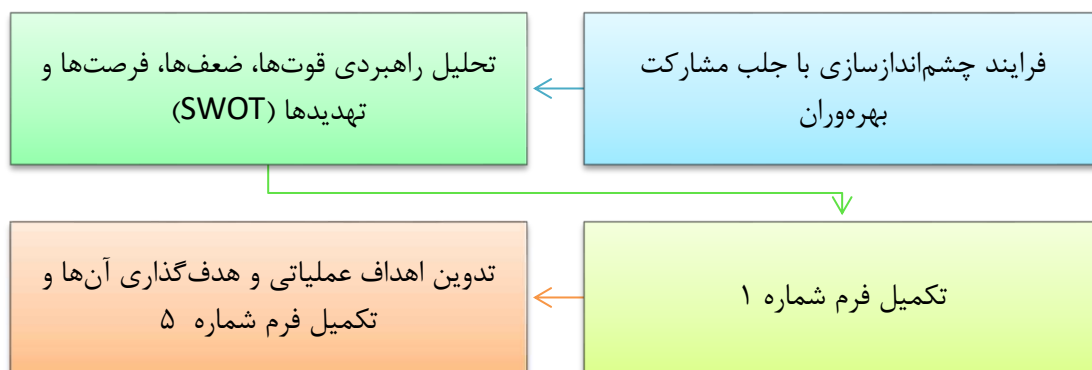 فرایند چشم‌اندازسازی با جلب مشارکت
بهره‌وران
تحلیل راهبردی قوت‌ها، ضعف‌ها، فرصت‌ها و
تهدیدها (SWOT)
تکمیل فرم شماره ۱
تدوین اهداف عملیاتی و هدف‌گذاری آن‌ها و
تکمیل فرم شماره ۵